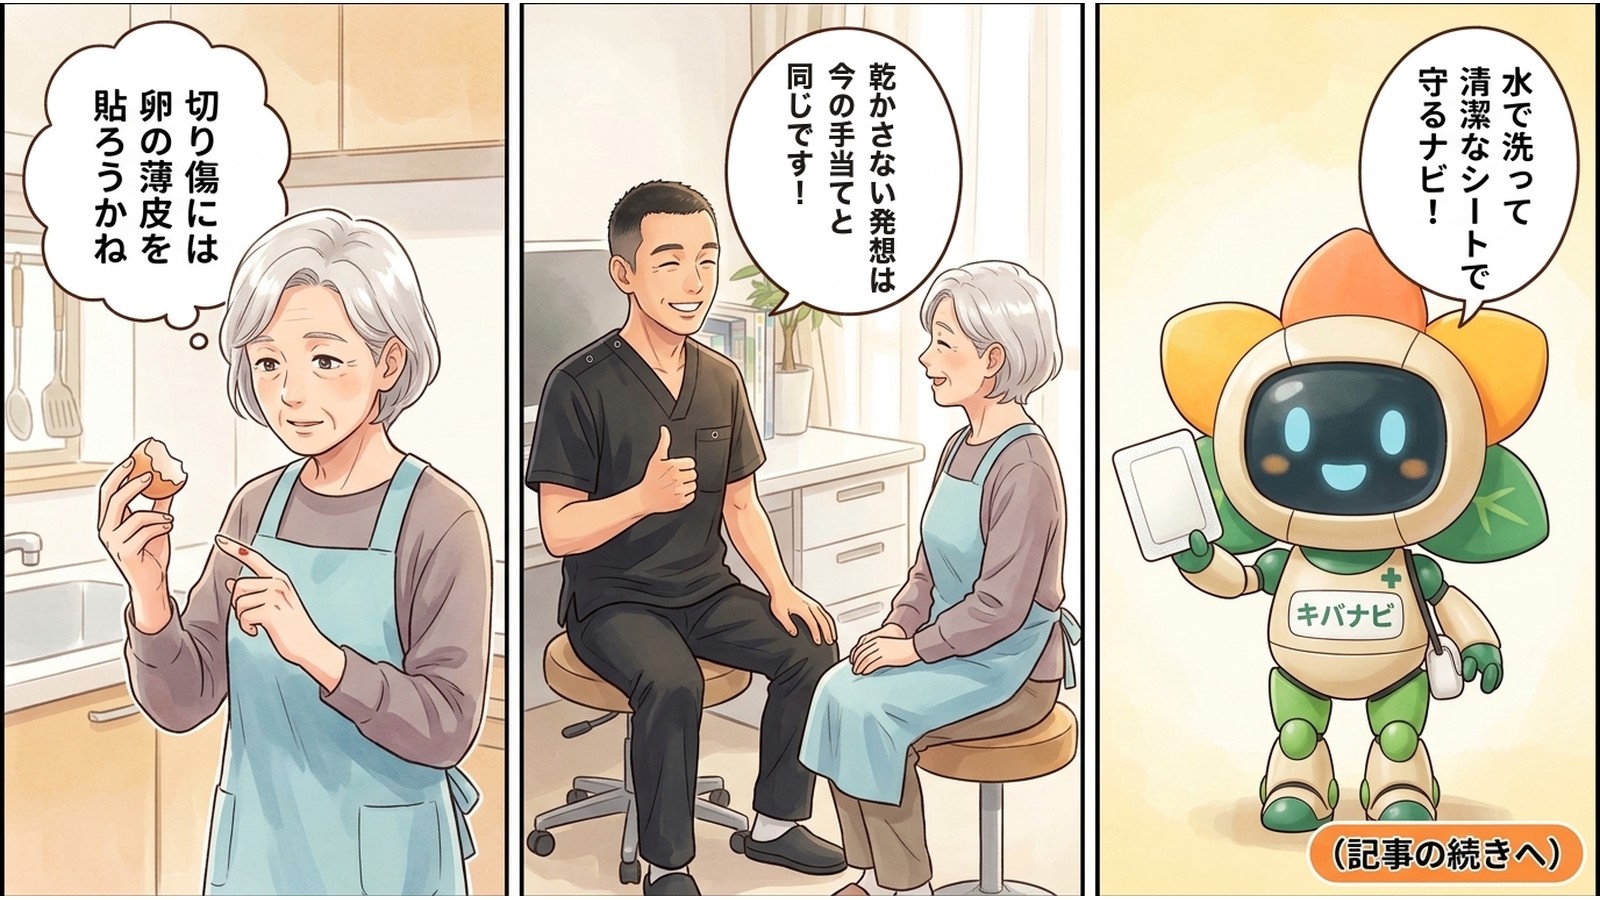 切り傷には
卵の薄皮を
貼ろうかね
乾かさない発想は
今の手当てと
同じです！
水で洗って
清潔なシートで
守るナビ！
キバナビ
（記事の続きへ）